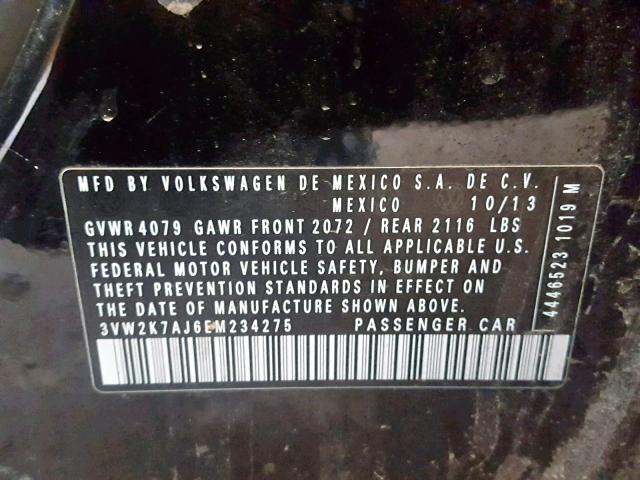 MFD BY VOLKSWAGEN DE MEXICO S.A. DE C.V.
MEXICO 10/13
GVWR 4079 GAWR FRONT 2072 / REAR 2116 LBS
THIS VEHICLE CONFORMS TO ALL APPLICABLE U.S.
FEDERAL MOTOR VEHICLE SAFETY, BUMPER AND
THEFT PREVENTION STANDARDS IN EFFECT ON
THE DATE OF MANUFACTURE SHOWN ABOVE.
3VW2K7AJ6EM234275 PASSENGER CAR
4446523 1019 M